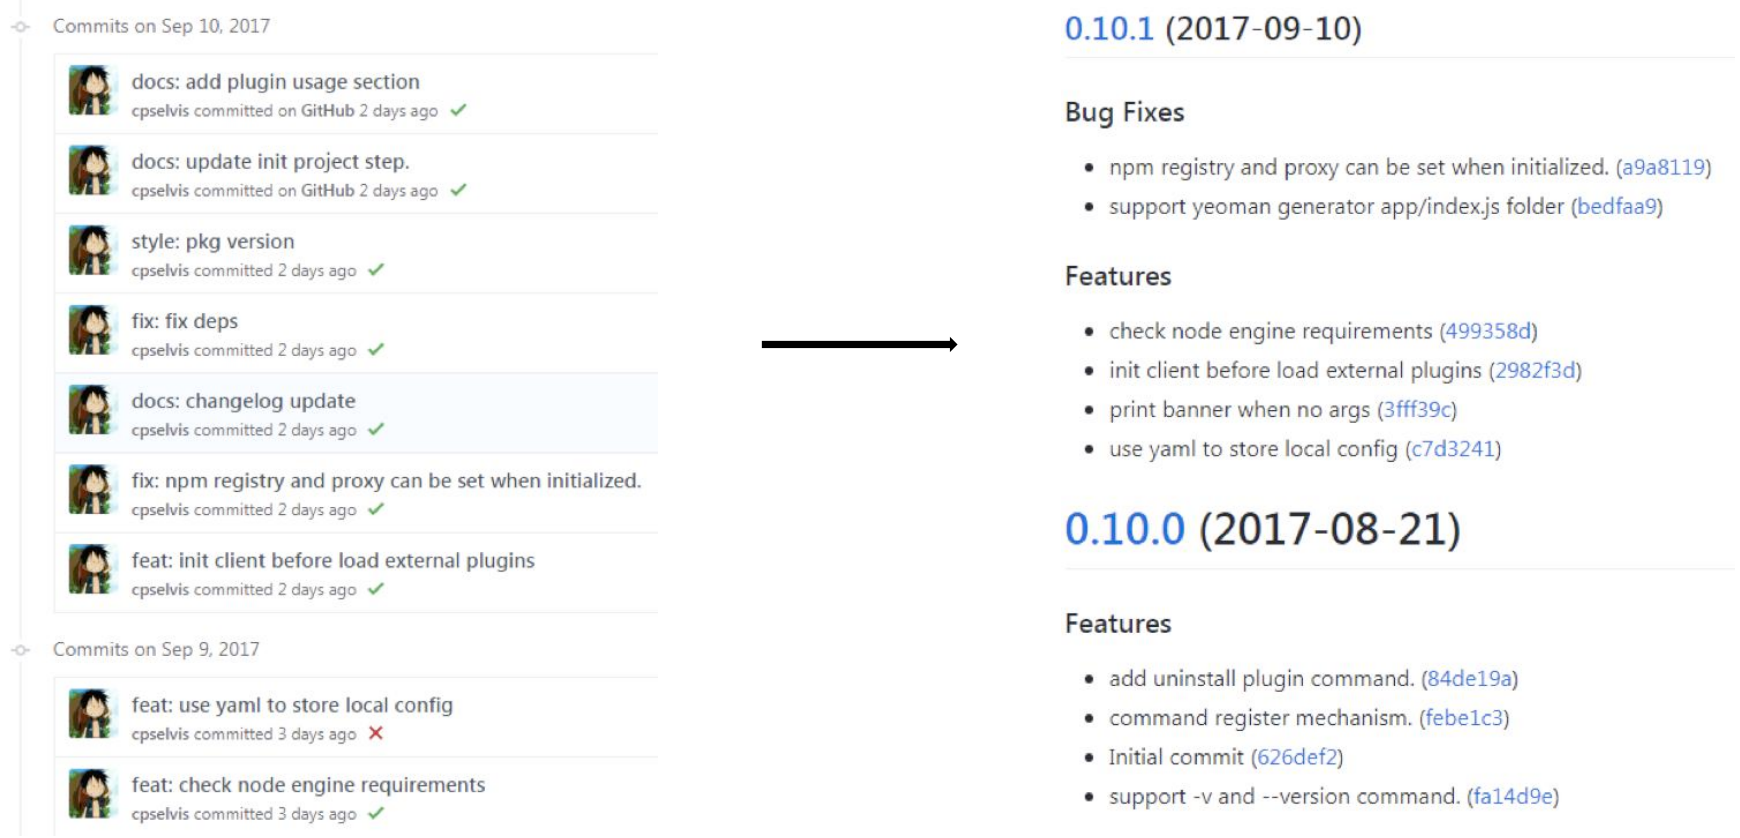 Commits on Sep 10, 2017
docs: add plugin usage section
cpselvis committed on GitHub 2 days ago
docs: update init project step.
cpselvis committed on GitHub 2 days ago
style: pkg version
cpselvis committed 2 days ago
fix: fix deps
cpselvis committed 2 days ago
docs: changelog update
cpselvis committed 2 days ago
fix: npm registry and proxy can be set when initialized.
cpselvis committed 2 days ago
feat: init client before load external plugins
cpselvis committed 2 days ago
Commits on Sep 9, 2017
feat: use yaml to store local config
cpselvis committed 3 days ago
feat: check node engine requirements
cpselvis committed 3 days ago
0.10.1 (2017-09-10)
Bug Fixes
npm registry and proxy can be set when initialized. (a9a8119)
support yeoman generator app/index.js folder (bedfaa9)
Features
check node engine requirements (499358d)
init client before load external plugins (2982f3d)
print banner when no args (3fff39c)
use yaml to store local config (c7d3241)
0.10.0 (2017-08-21)
Features
add uninstall plugin command. (84de19a)
command register mechanism. (febe1c3)
Initial commit (626def2)
support -v and --version command. (fa14d9e)